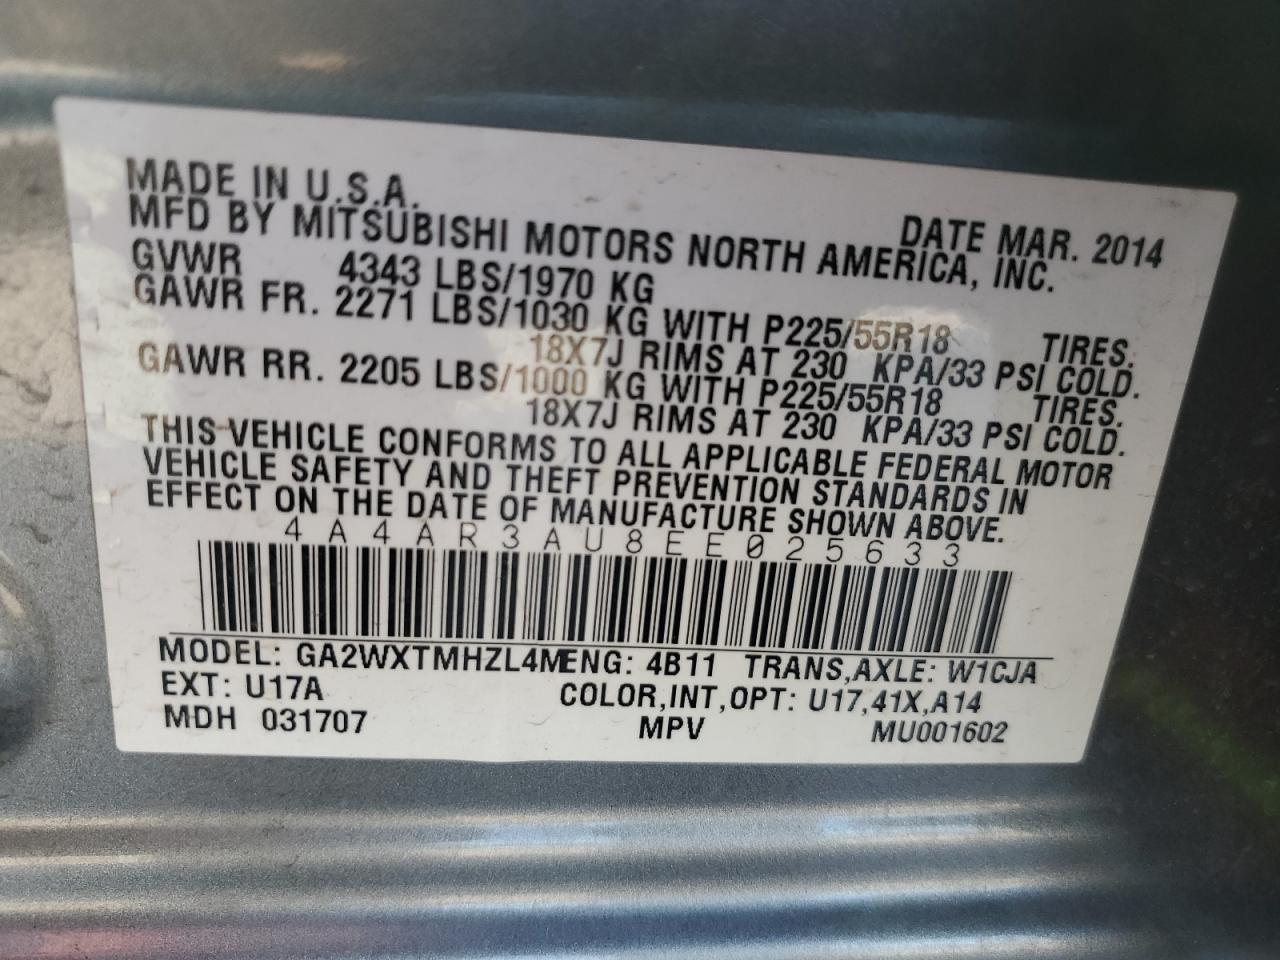 MADE IN U.S.A.
DATE MAR. 2014
MFD BY MITSUBISHI MOTORS NORTH AMERICA, INC.
GVWR 4343 LBS/1970 KG
GAWR FR. 2271 LBS/1030 KG WITH P225/55R18 TIRES.
18X7J RIMS AT 230 KPA/33 PSI COLD.
GAWR RR. 2205 LBS/1000 KG WITH P225/55R18 TIRES.
18X7J RIMS AT 230 KPA/33 PSI COLD.
THIS VEHICLE CONFORMS TO ALL APPLICABLE FEDERAL MOTOR
VEHICLE SAFETY AND THEFT PREVENTION STANDARDS IN
EFFECT ON THE DATE OF MANUFACTURE SHOWN ABOVE.
4A4AR3AU8EE025633
MODEL: GA2WXTMHZL4M ENG: 4B11 TRANS,AXLE: W1CJA
EXT: U17A COLOR,INT,OPT: U17,41X,A14
MDH 031707 MPV MU001602